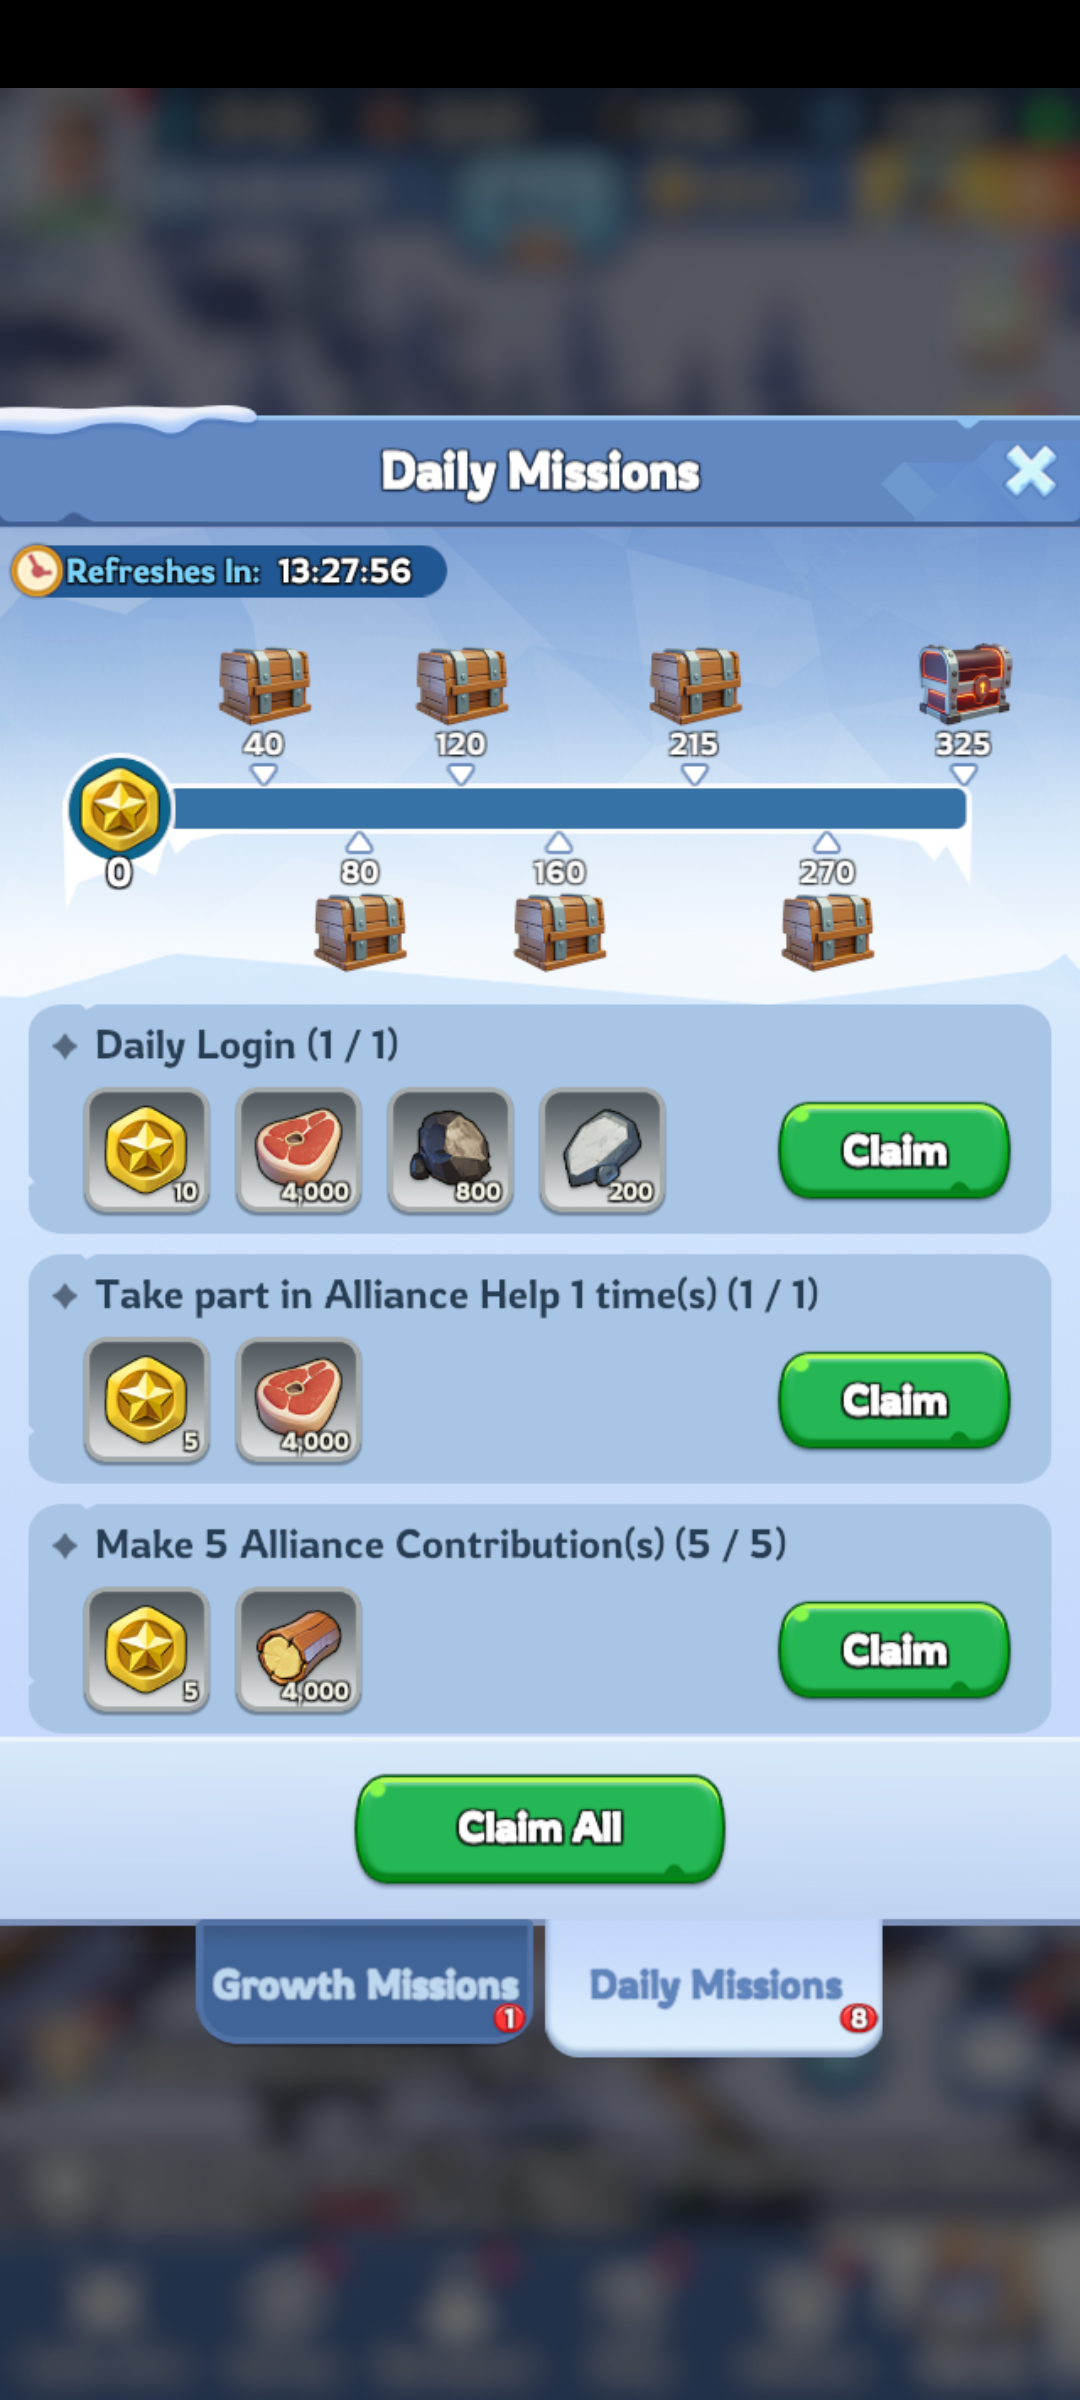 Daily Missions
Refreshes In: 13:27:56
40 120 215 325
0
80 160 270
Daily Login (1 / 1)
10 4,000 800 200
Claim
Take part in Alliance Help 1 time(s) (1 / 1)
5 4,000
Claim
Make 5 Alliance Contribution(s) (5 / 5)
5 4,000
Claim
Claim All
Growth Missions
1
Daily Missions
8